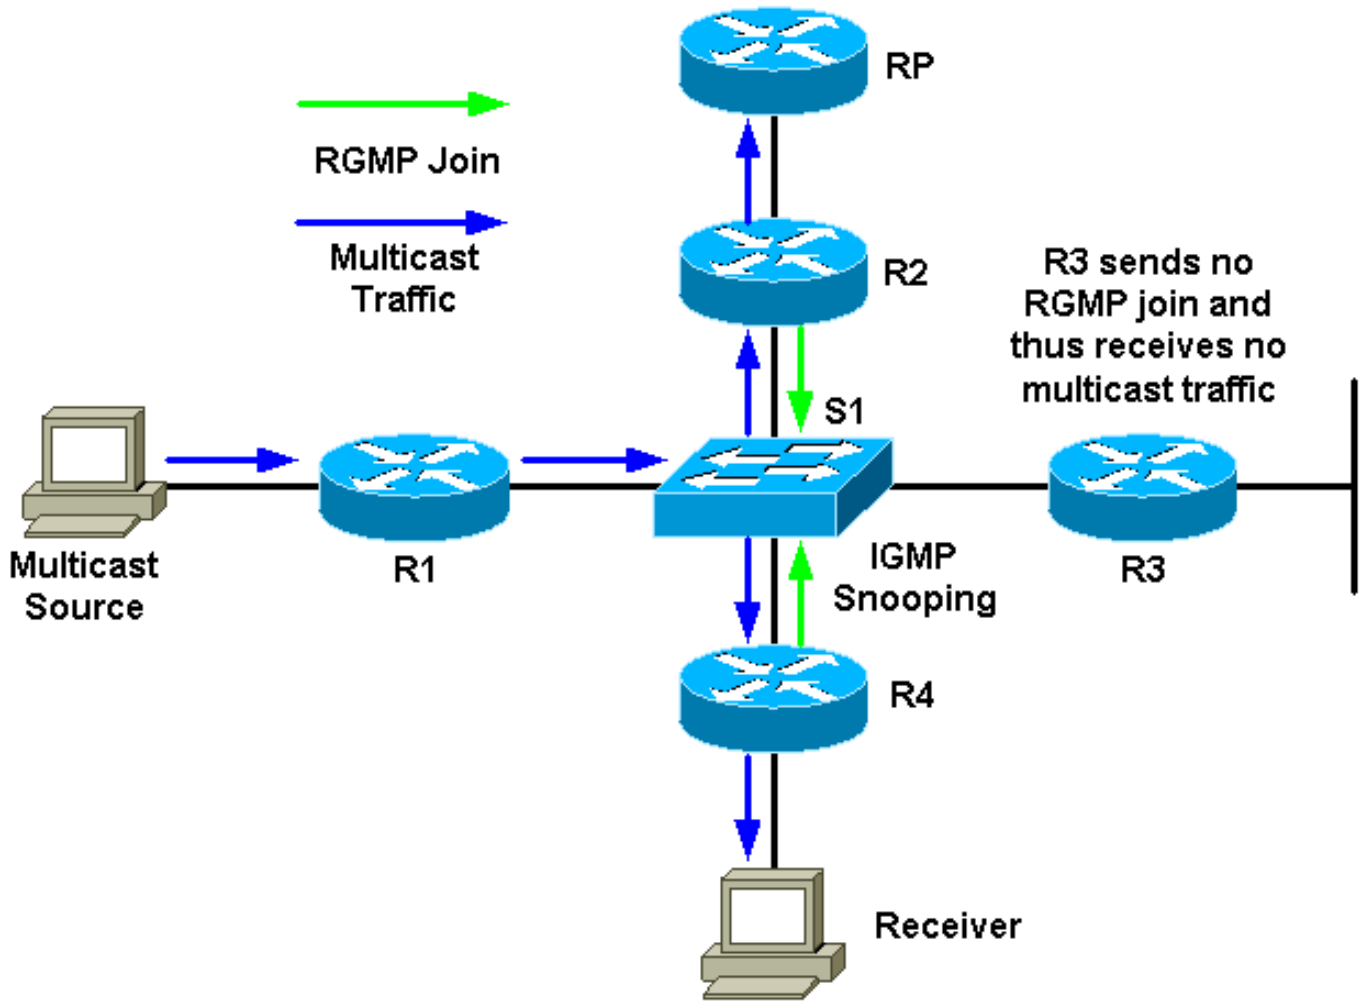 RP
RGMP Join
Multicast
Traffic
R2
R3 sends no
RGMP join and
thus receives no
multicast traffic
S1
Multicast
Source
R1
IGMP
Snooping
R3
R4
Receiver